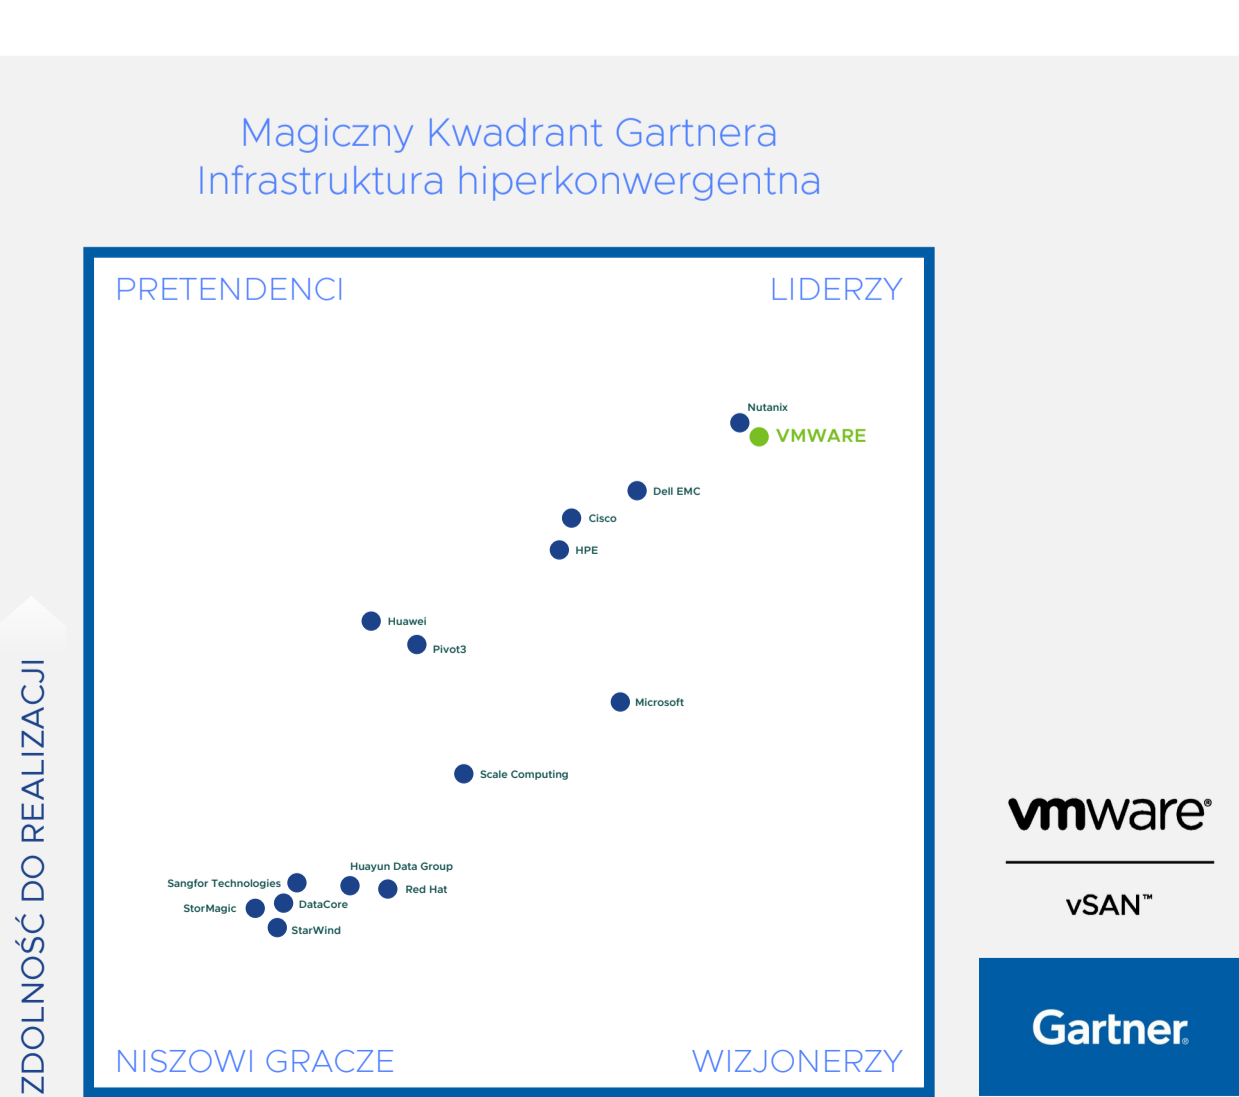 Magiczny Kwadrant Gartnera
Infrastruktura hiperkonwergentna
PRETENDENCI
LIDERZY
Nutanix
VMWARE
Dell EMC
Cisco
HPE
Huawei
Pivot3
Microsoft
Scale Computing
Huayun Data Group
Sangfor Technologies
Red Hat
DataCore
StorMagic
StarWind
NISZOWI GRACZE
WIZJONERZY
ZDOLNOŚĆ DO REALIZACJI
vmware®
vSAN™
Gartner®